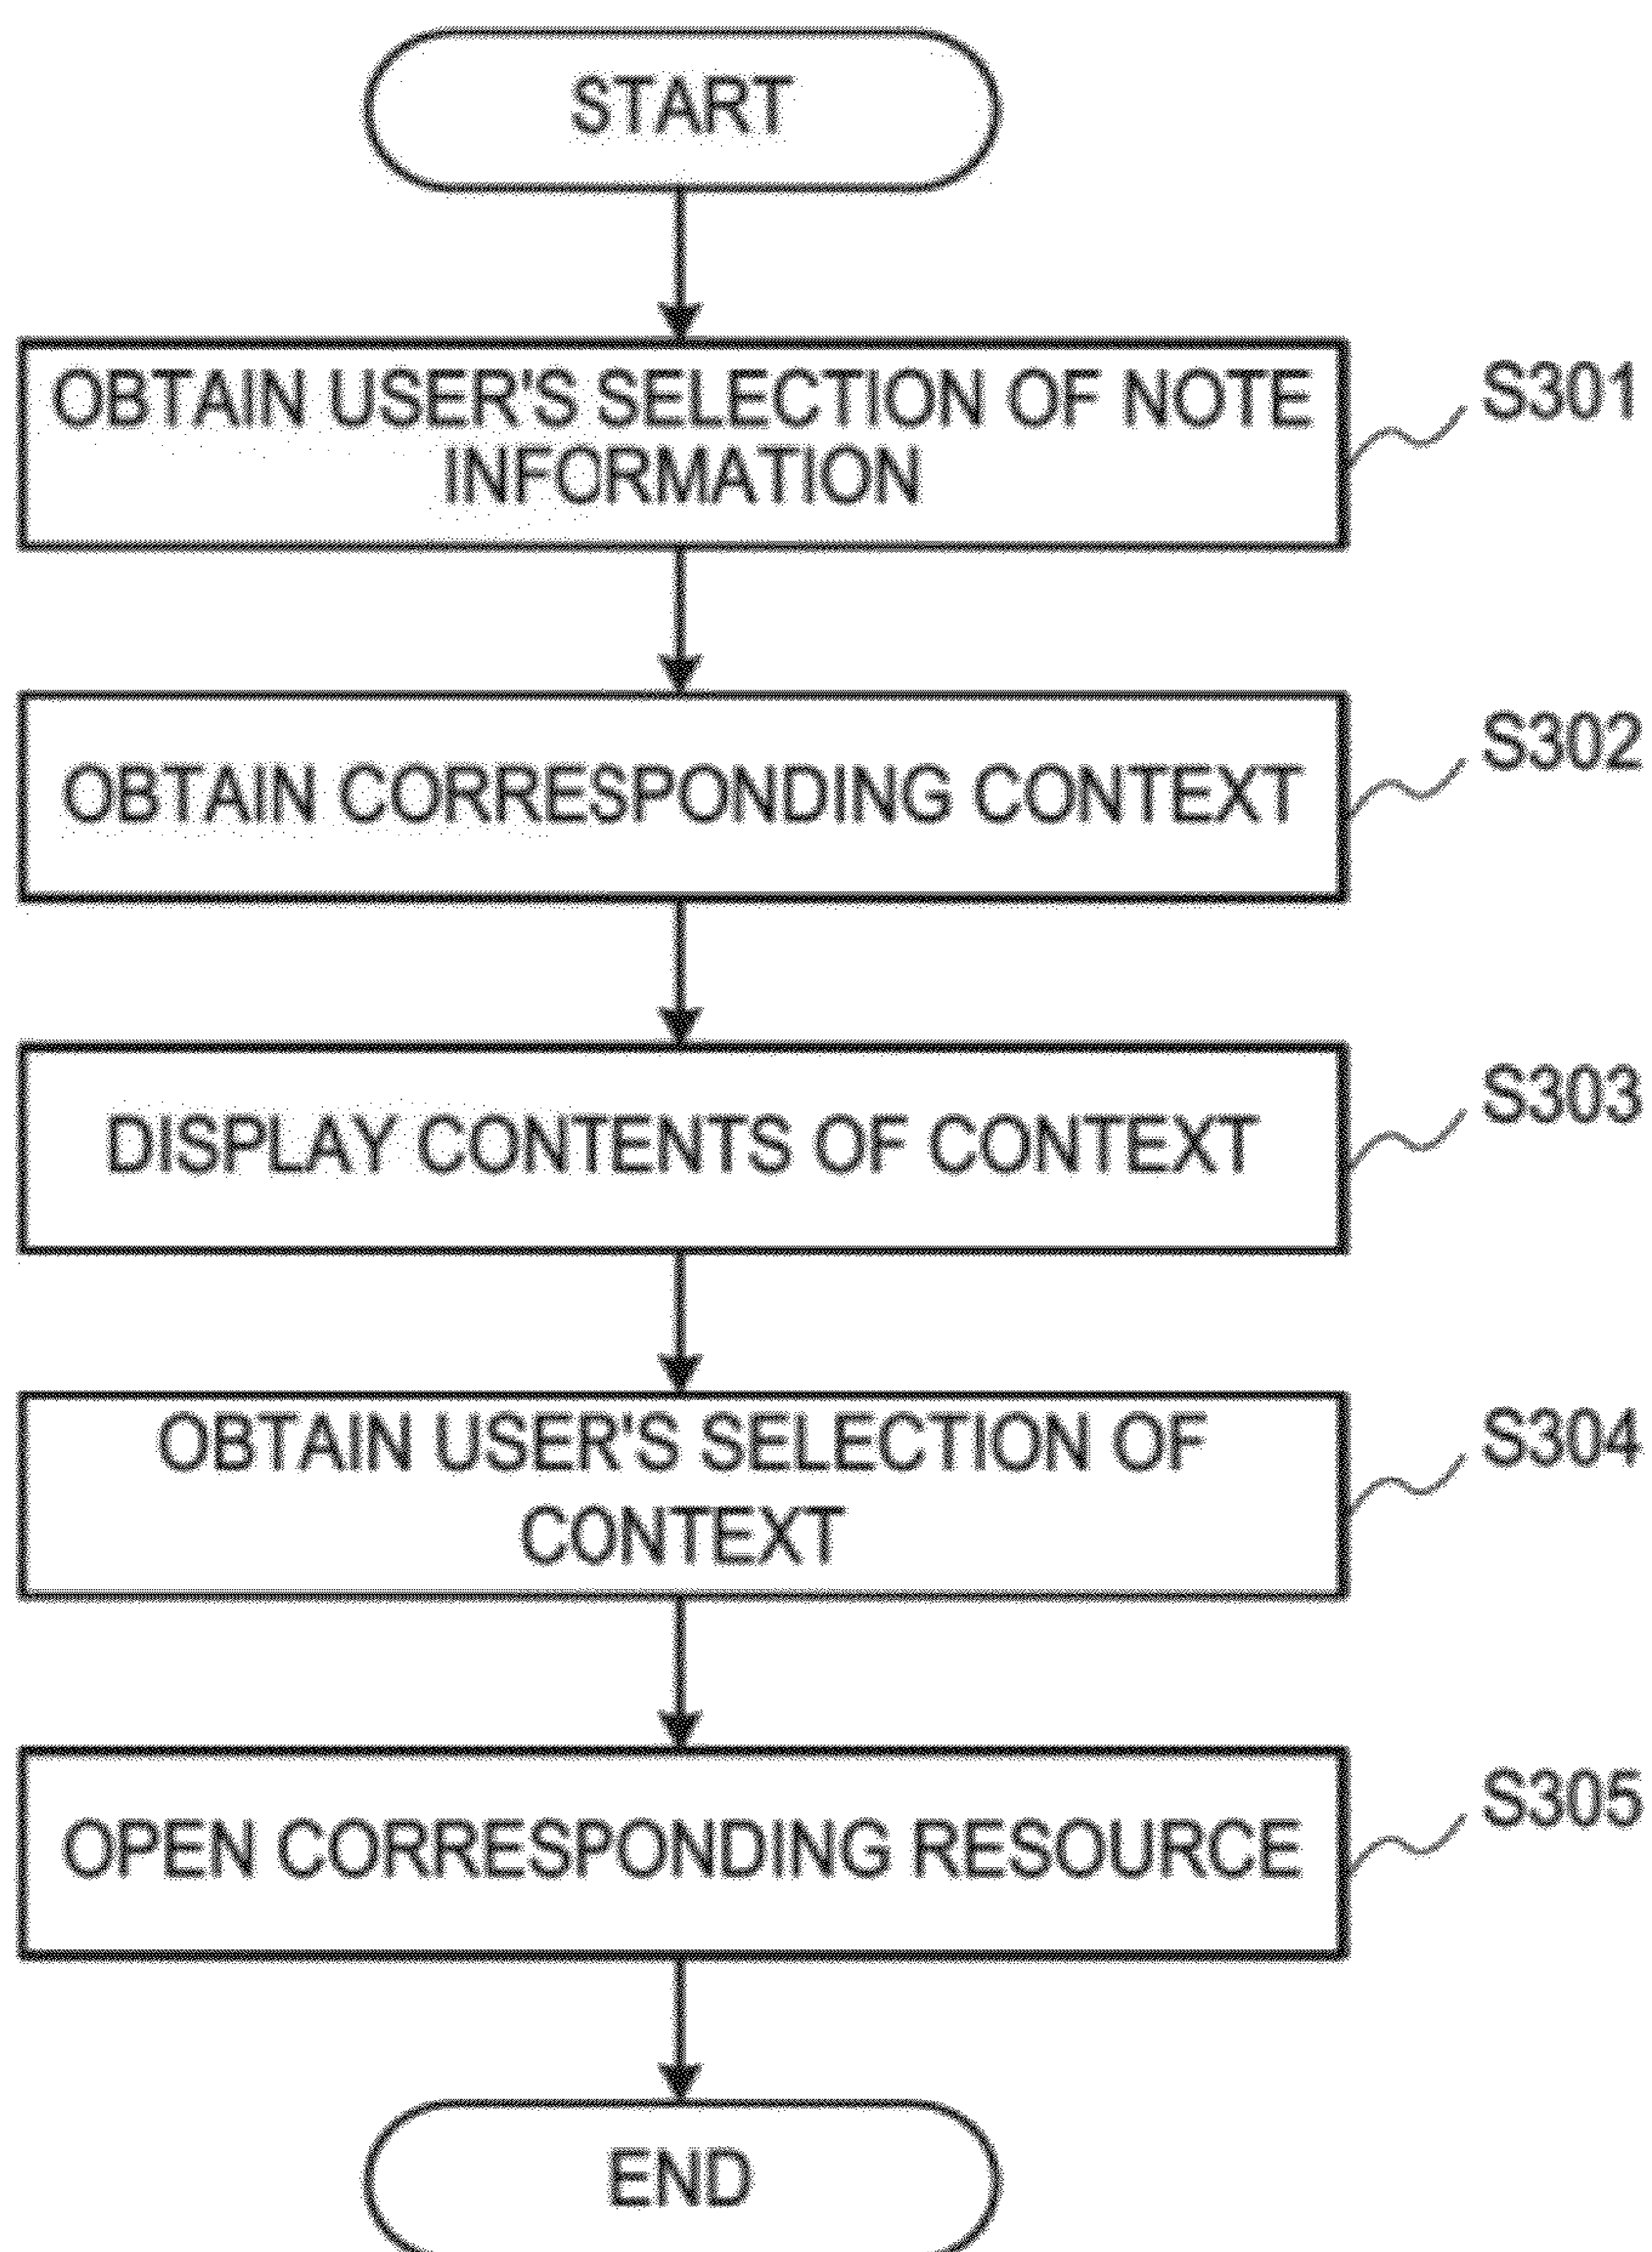 START
OBTAIN USER'S SELECTION OF NOTE
INFORMATION
S301
OBTAIN CORRESPONDING CONTEXT
S302
DISPLAY CONTENTS OF CONTEXT
S303
OBTAIN USER'S SELECTION OF
CONTEXT
S304
OPEN CORRESPONDING RESOURCE
S305
END